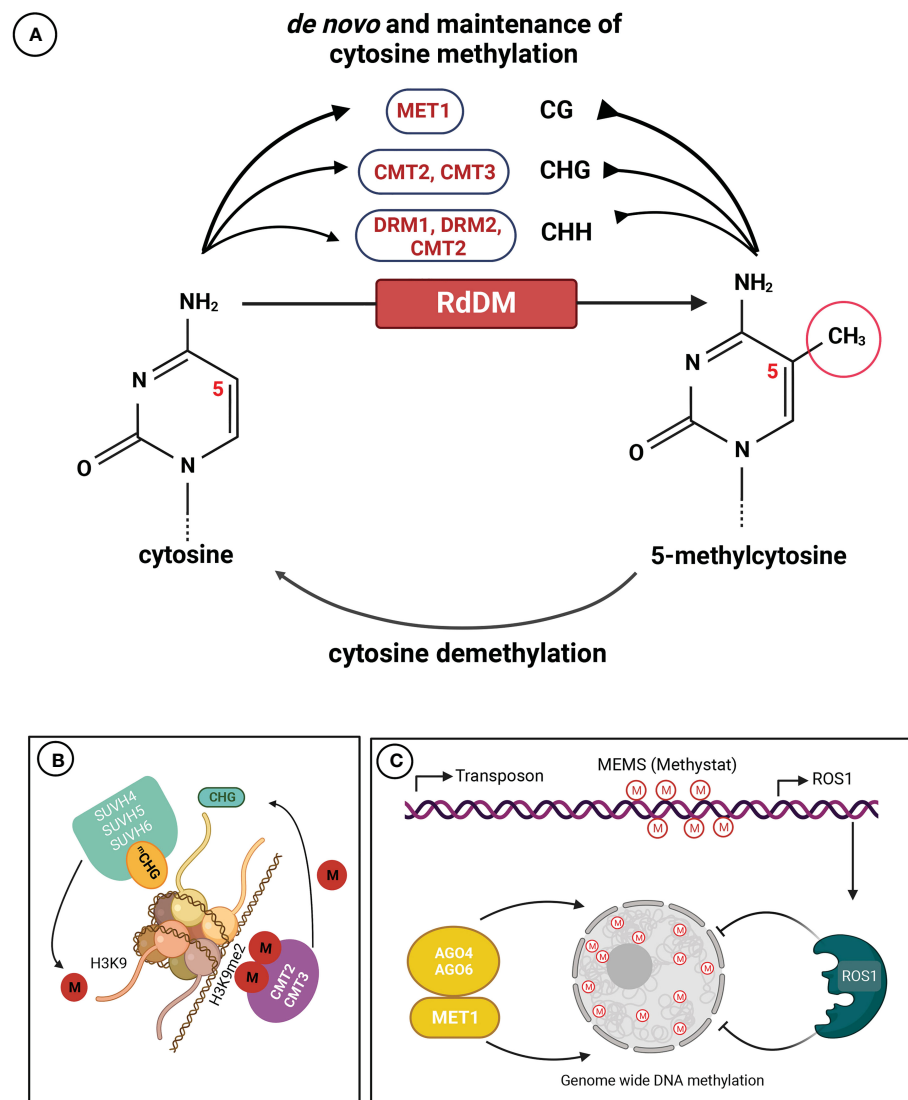 A
de novo and maintenance of
cytosine methylation
MET1 CG
CMT2, CMT3 CHG
DRM1, DRM2,
CMT2
CHH
NH₂
RdDM
NH₂
N
5
O
N
cytosine
N
5
CH₃
O
N
5-methylcytosine
cytosine demethylation
B
SUVH4
SUVH5
SUVH6
ᵐCHG
CHG
M
H3K9
M
H3K9me2
M
M
CMT2
CMT3
C
Transposon
MEMS (Methystat)
ROS1
M M M
M M M
AGO4
AGO6
MET1
M
M
M
M
M
M
M
M
M
M
M
M
ROS1
Genome wide DNA methylation